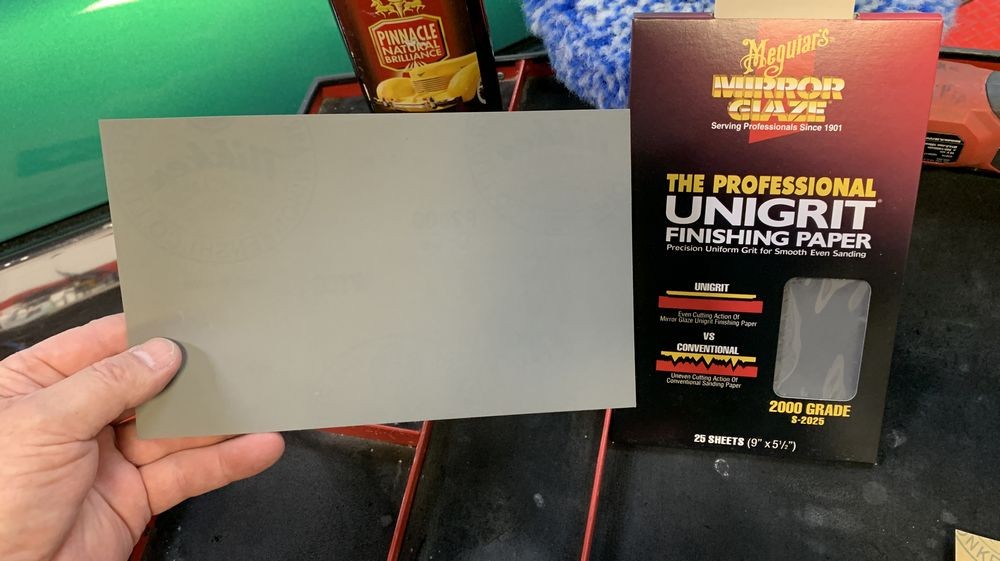 PINNACLE
NATURAL
BRILLIANCE
Meguiar's
MIRROR
GLAZE
Serving Professionals Since 1901
THE PROFESSIONAL
UNIGRIT®
FINISHING PAPER
Precision Uniform Grit for Smooth Even Sanding
UNIGRIT
Even Cutting Action Of
Mirror Glaze Unigrit Finishing Paper
VS
CONVENTIONAL
Uneven Cutting Action Of
Conventional Sanding Paper
2000 GRADE
S-2025
25 SHEETS (9" x 5½")